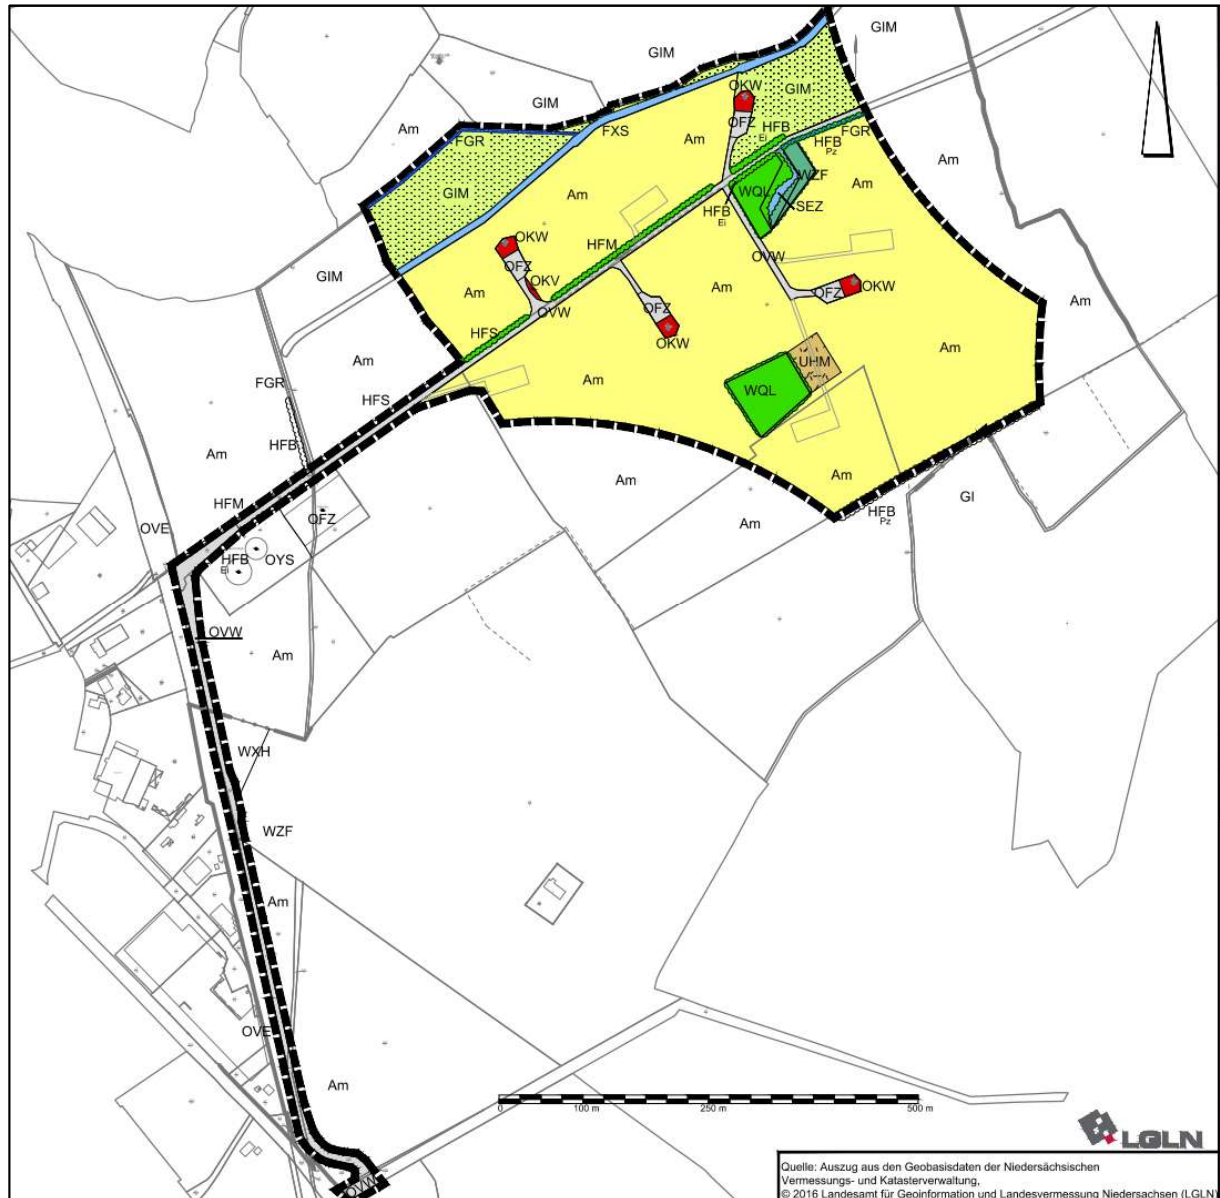 GIM
GIM
GIM
OKW
GIM
Am
FXS
OFZ
HFB
Ei
FGR
FGR
Am
HFB
Pz
Am
GIM
Am
WQL
WZF
Am
HFB
Ei
SEZ
OKW
HFM
OVW
GIM
OFZ
OKV
Am
Am
OFZ
OKW
Am
OVW
OFZ
HFS
OKW
Am
Am
UHM
FGR
Am
WQL
HFS
HFB
Am
Am
Am
GI
HFM
HFB
Pz
OVE
OFZ
Am
HFB
Ei
OYS
OVW
Am
WXH
WZF
Am
OVE
Am
0
100 m
250 m
500 m
LGLN
OVW
Quelle: Auszug aus den Geobasisdaten der Niedersächsischen
Vermessungs- und Katasterverwaltung,
© 2016 Landesamt für Geoinformation und Landesvermessung Niedersachsen (LGLN)